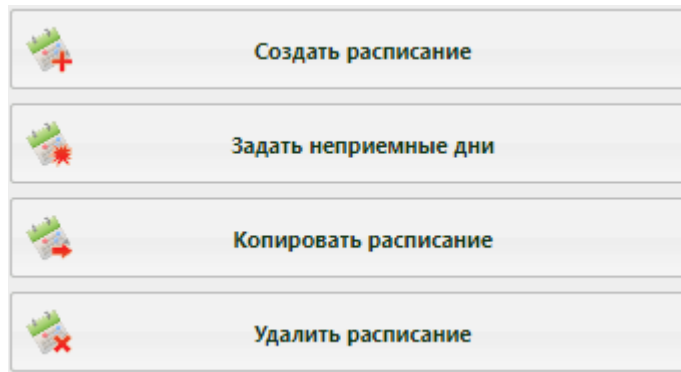 Создать расписание
Задать неприемные дни
Копировать расписание
Удалить расписание